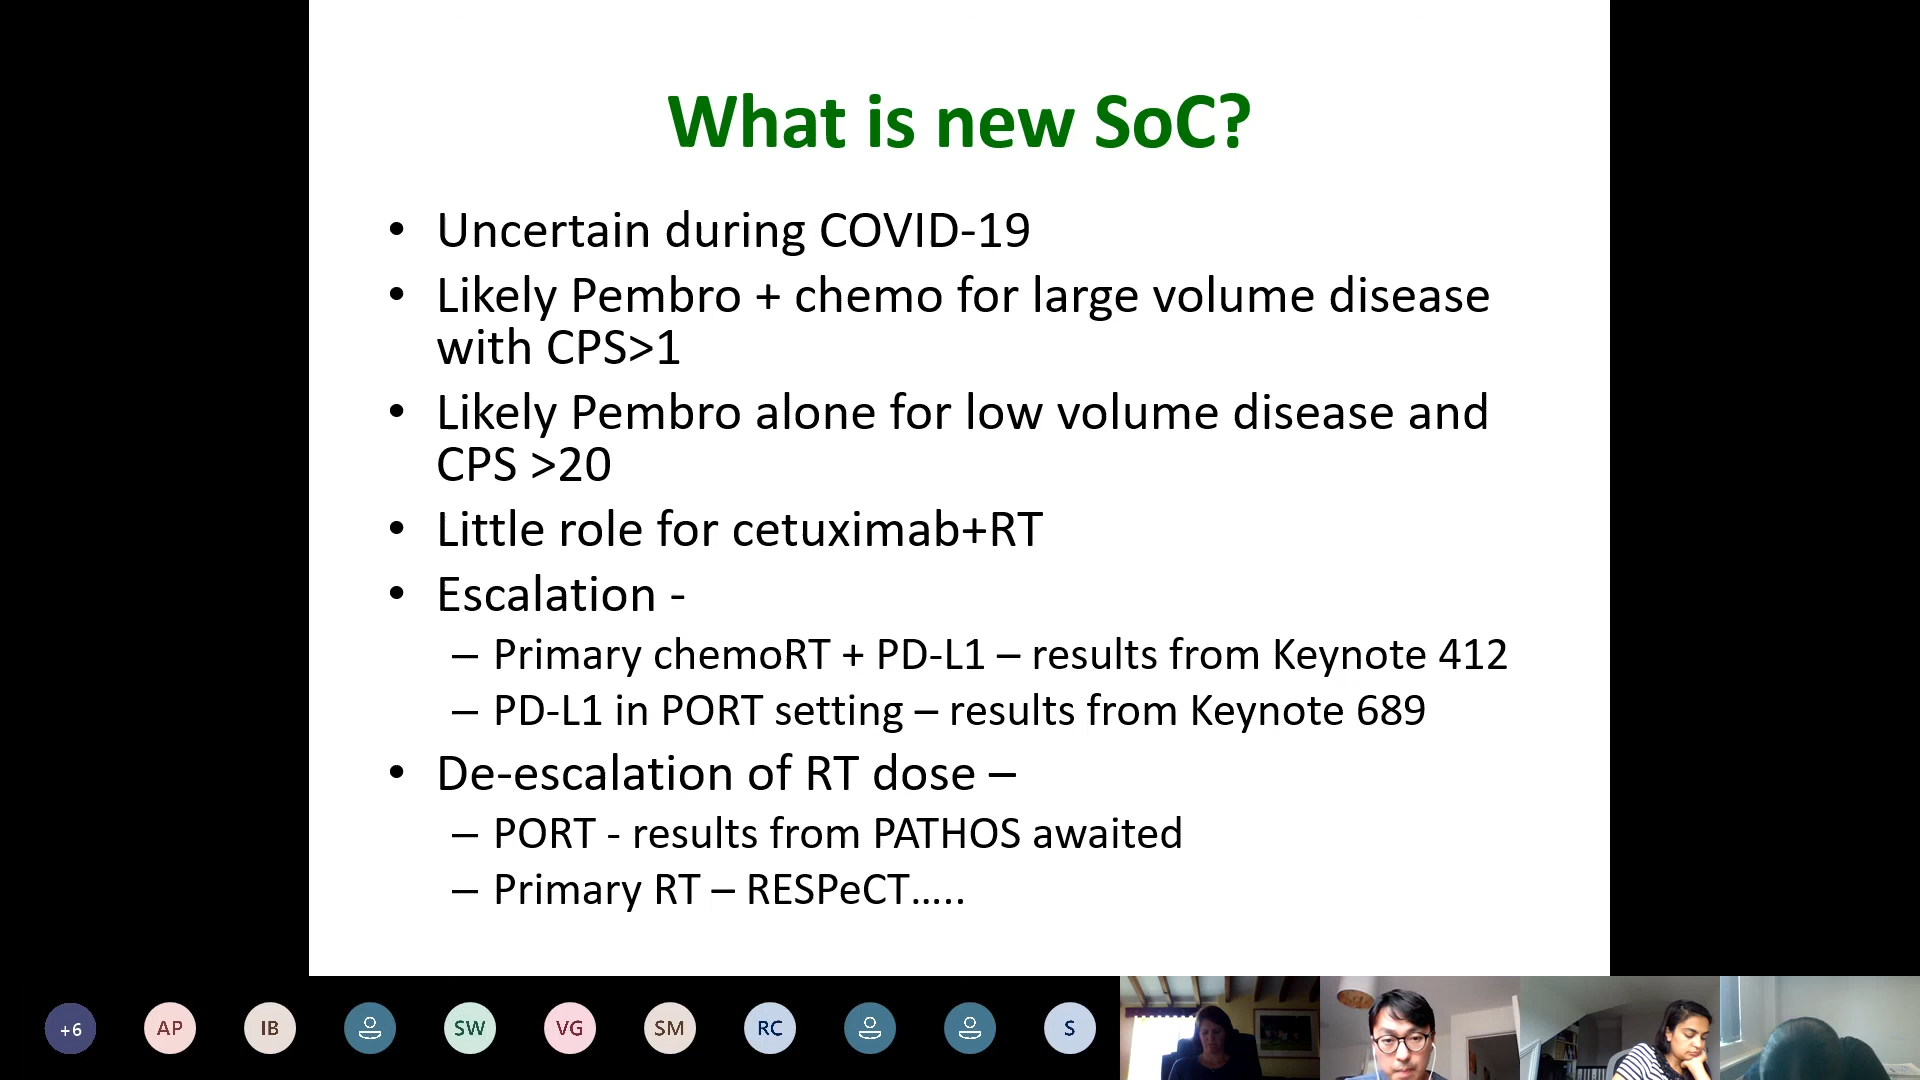 What is new SoC?
• Uncertain during COVID-19
• Likely Pembro + chemo for large volume disease
with CPS>1
• Likely Pembro alone for low volume disease and
CPS >20
• Little role for cetuximab+RT
• Escalation -
– Primary chemoRT + PD-L1 – results from Keynote 412
– PD-L1 in PORT setting – results from Keynote 689
• De-escalation of RT dose –
– PORT - results from PATHOS awaited
– Primary RT – RESPeCT…..
+6 AP IB SW VG SM RC S